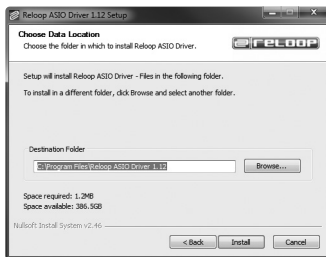 Reloop ASIO Driver 1.12 Setup
Choose Data Location
Choose the folder in which to install Reloop ASIO Driver.
reloop
Setup will install Reloop ASIO Driver - Files in the following folder.
To install in a different folder, click Browse and select another folder.
Destination Folder
C:\Program Files\Reloop ASIO Driver 1.12
Browse...
Space required: 1.2MB
Space available: 386.5GB
Nullsoft Install System v2.46
< Back
Install
Cancel